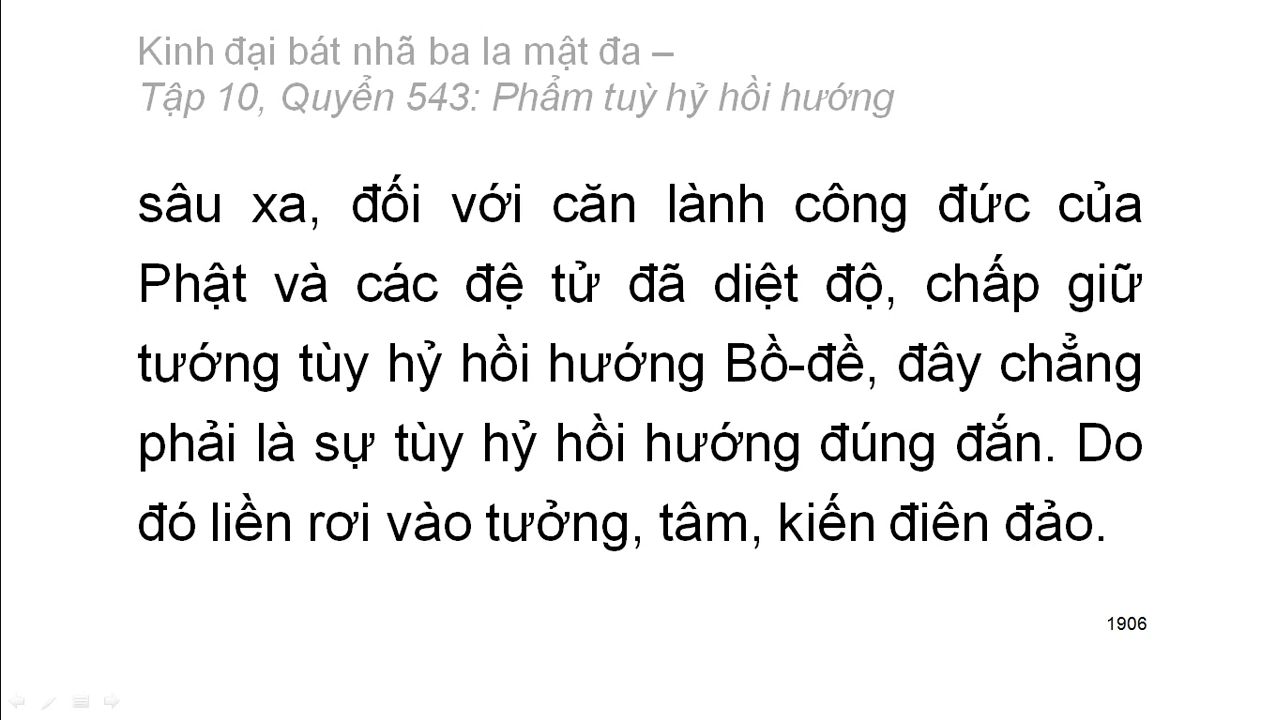 Kinh đại bát nhã ba la mật đa –
Tập 10, Quyển 543: Phẩm tuỳ hỷ hồi hướng
sâu xa, đối với căn lành công đức của
Phật và các đệ tử đã diệt độ, chấp giữ
tướng tùy hỷ hồi hướng Bồ-đề, đây chẳng
phải là sự tùy hỷ hồi hướng đúng đắn. Do
đó liền rơi vào tưởng, tâm, kiến điên đảo.
1906